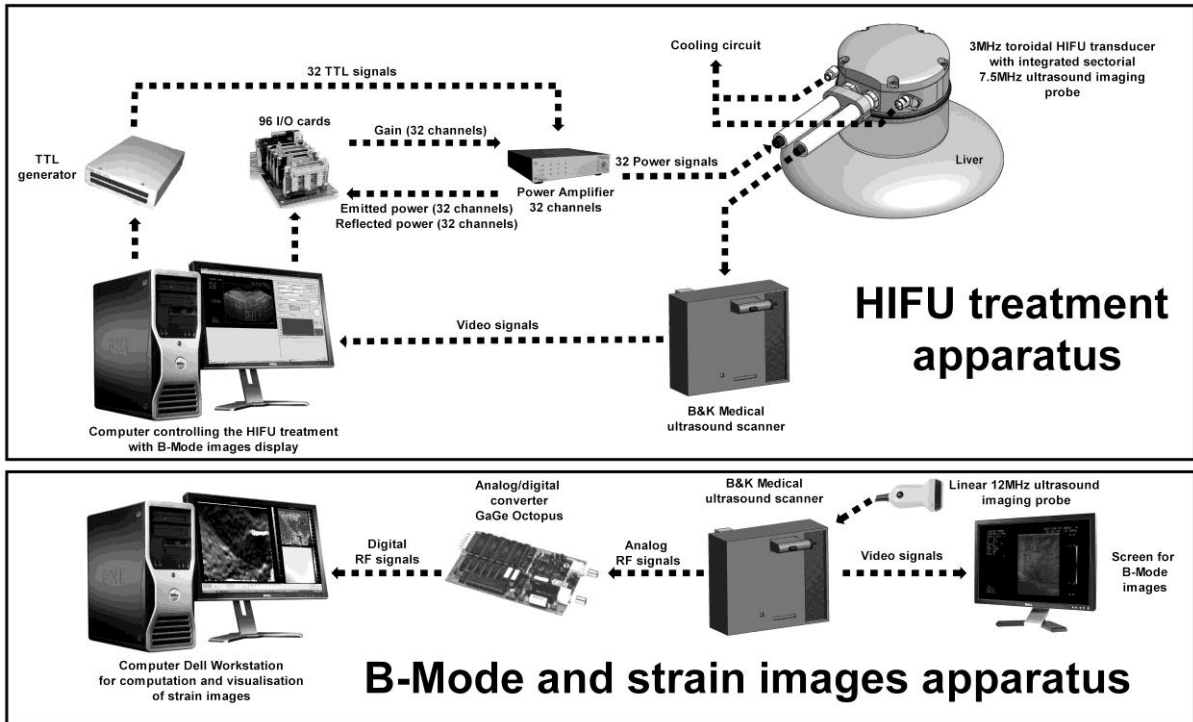 32 TTL signals
Cooling circuit
3MHz toroidal HIFU transducer
with integrated sectorial
7.5MHz ultrasound imaging
probe
96 I/O cards
Gain (32 channels)
TTL
generator
32 Power signals
Liver
Power Amplifier
32 channels
Emitted power (32 channels)
Reflected power (32 channels)
Video signals
HIFU treatment
apparatus
B&K Medical
ultrasound scanner
Computer controlling the HIFU treatment
with B-Mode images display
Analog/digital
converter
GaGe Octopus
B&K Medical
ultrasound scanner
Linear 12MHz ultrasound
imaging probe
Digital
RF signals
Analog
RF signals
Video signals
Screen for
B-Mode
images
Computer Dell Workstation
for computation and visualisation
of strain images
B-Mode and strain images apparatus